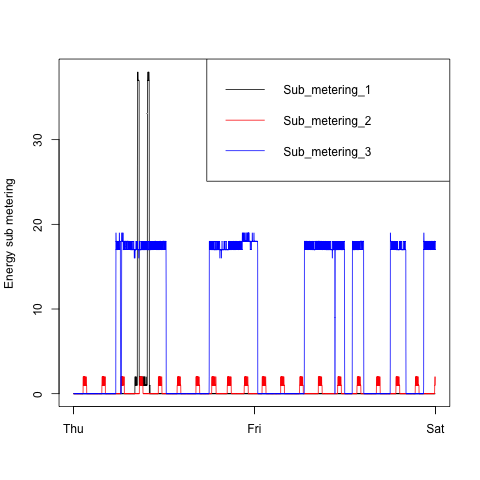 Sub_metering_1
Sub_metering_2
Sub_metering_3
Energy sub metering
30
20
10
0
Thu
Fri
Sat